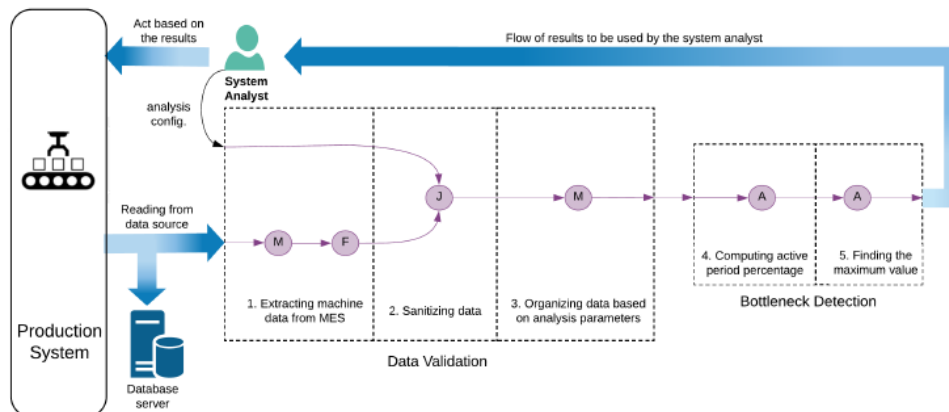 Act based on
the results
Flow of results to be used by the system analyst
System
Analyst
analysis
config.
J
M
A
A
Reading from
data source
M
F
4. Computing active
period percentage
5. Finding the
maximum value
1. Extracting machine
data from MES
2. Sanitizing data
3. Organizing data based
on analysis parameters
Bottleneck Detection
Production
System
Data Validation
Database
server